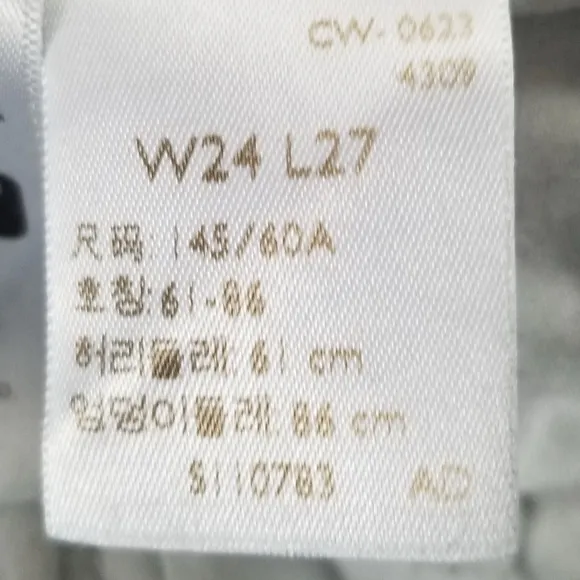 CW-0623
4309
W24 L27
尺码: 145/60A
호칭: 61-86
허리둘레: 61 cm
엉덩이둘레: 86 cm
S110783 AD